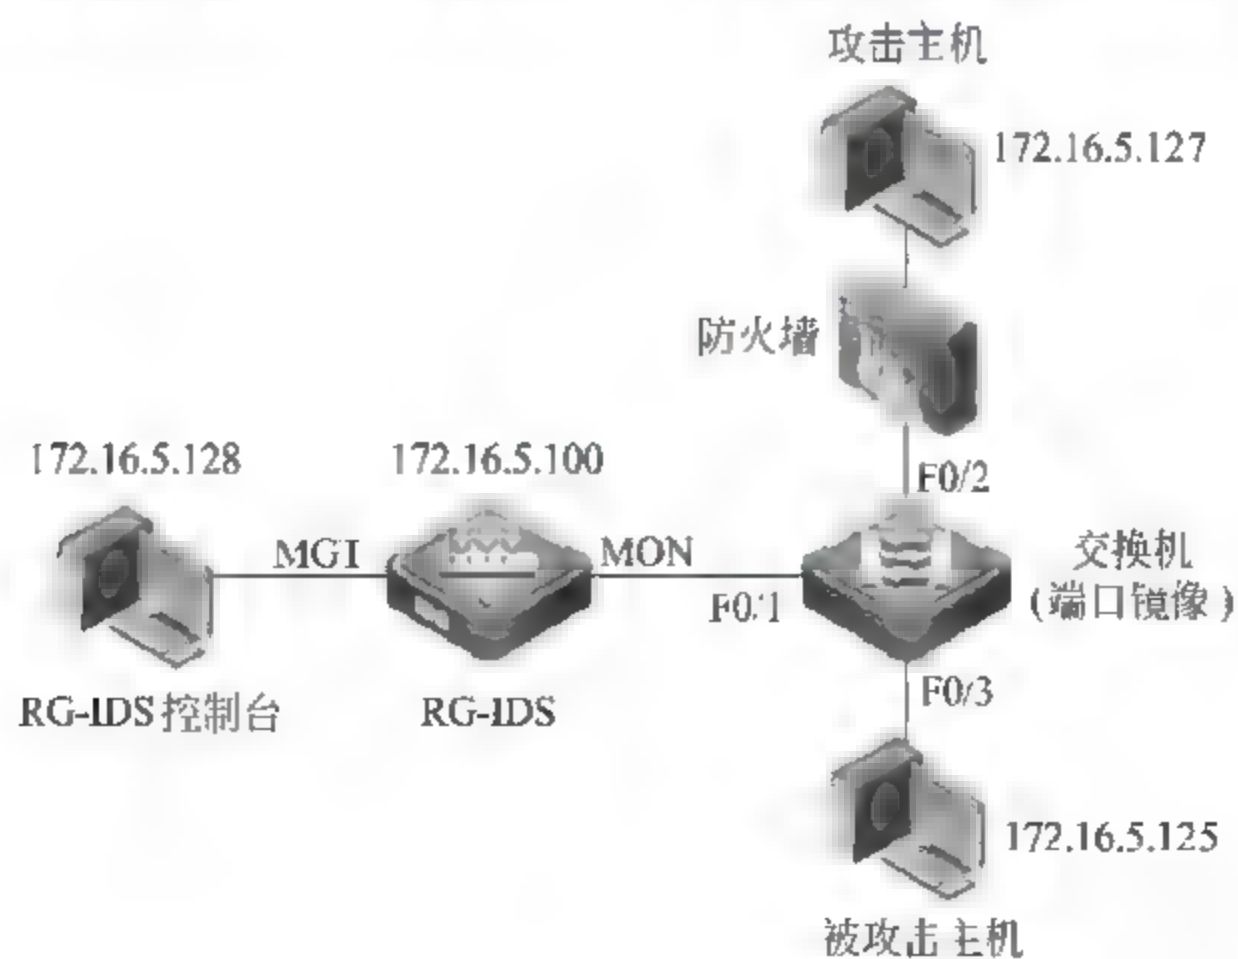 攻击主机
172.16.5.127
防火墙
F0/2
172.16.5.128
172.16.5.100
MGT
MON
F0/1
交换机
(端口镜像)
RG-IDS控制台
RG-IDS
F0/3
172.16.5.125
被攻击主机